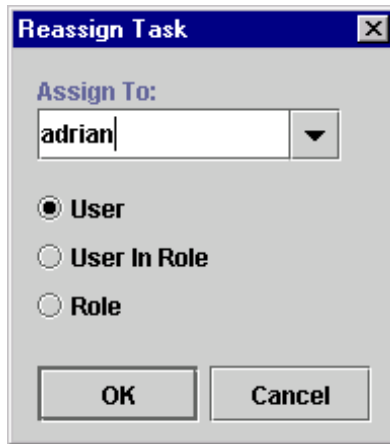 Reassign Task
Assign To:
adrian
User
User In Role
Role
OK Cancel